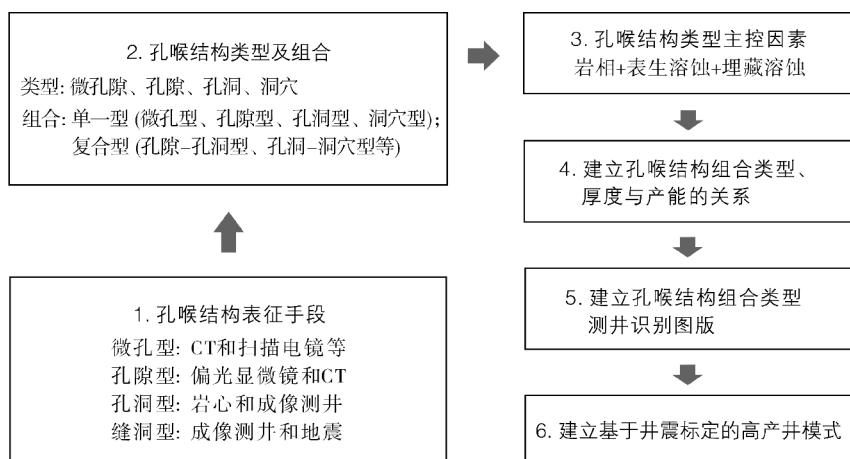 2. 孔喉结构类型及组合
类型: 微孔隙、孔隙、孔洞、洞穴
组合: 单一型 (微孔型、孔隙型、孔洞型、洞穴型);
复合型 (孔隙-孔洞型、孔洞-洞穴型等)
1. 孔喉结构表征手段
微孔型: CT和扫描电镜等
孔隙型: 偏光显微镜和CT
孔洞型: 岩心和成像测井
缝洞型: 成像测井和地震
3. 孔喉结构类型主控因素
岩相+表生溶蚀+埋藏溶蚀
4. 建立孔喉结构组合类型、
厚度与产能的关系
5. 建立孔喉结构组合类型
测井识别图版
6. 建立基于井震标定的高产井模式